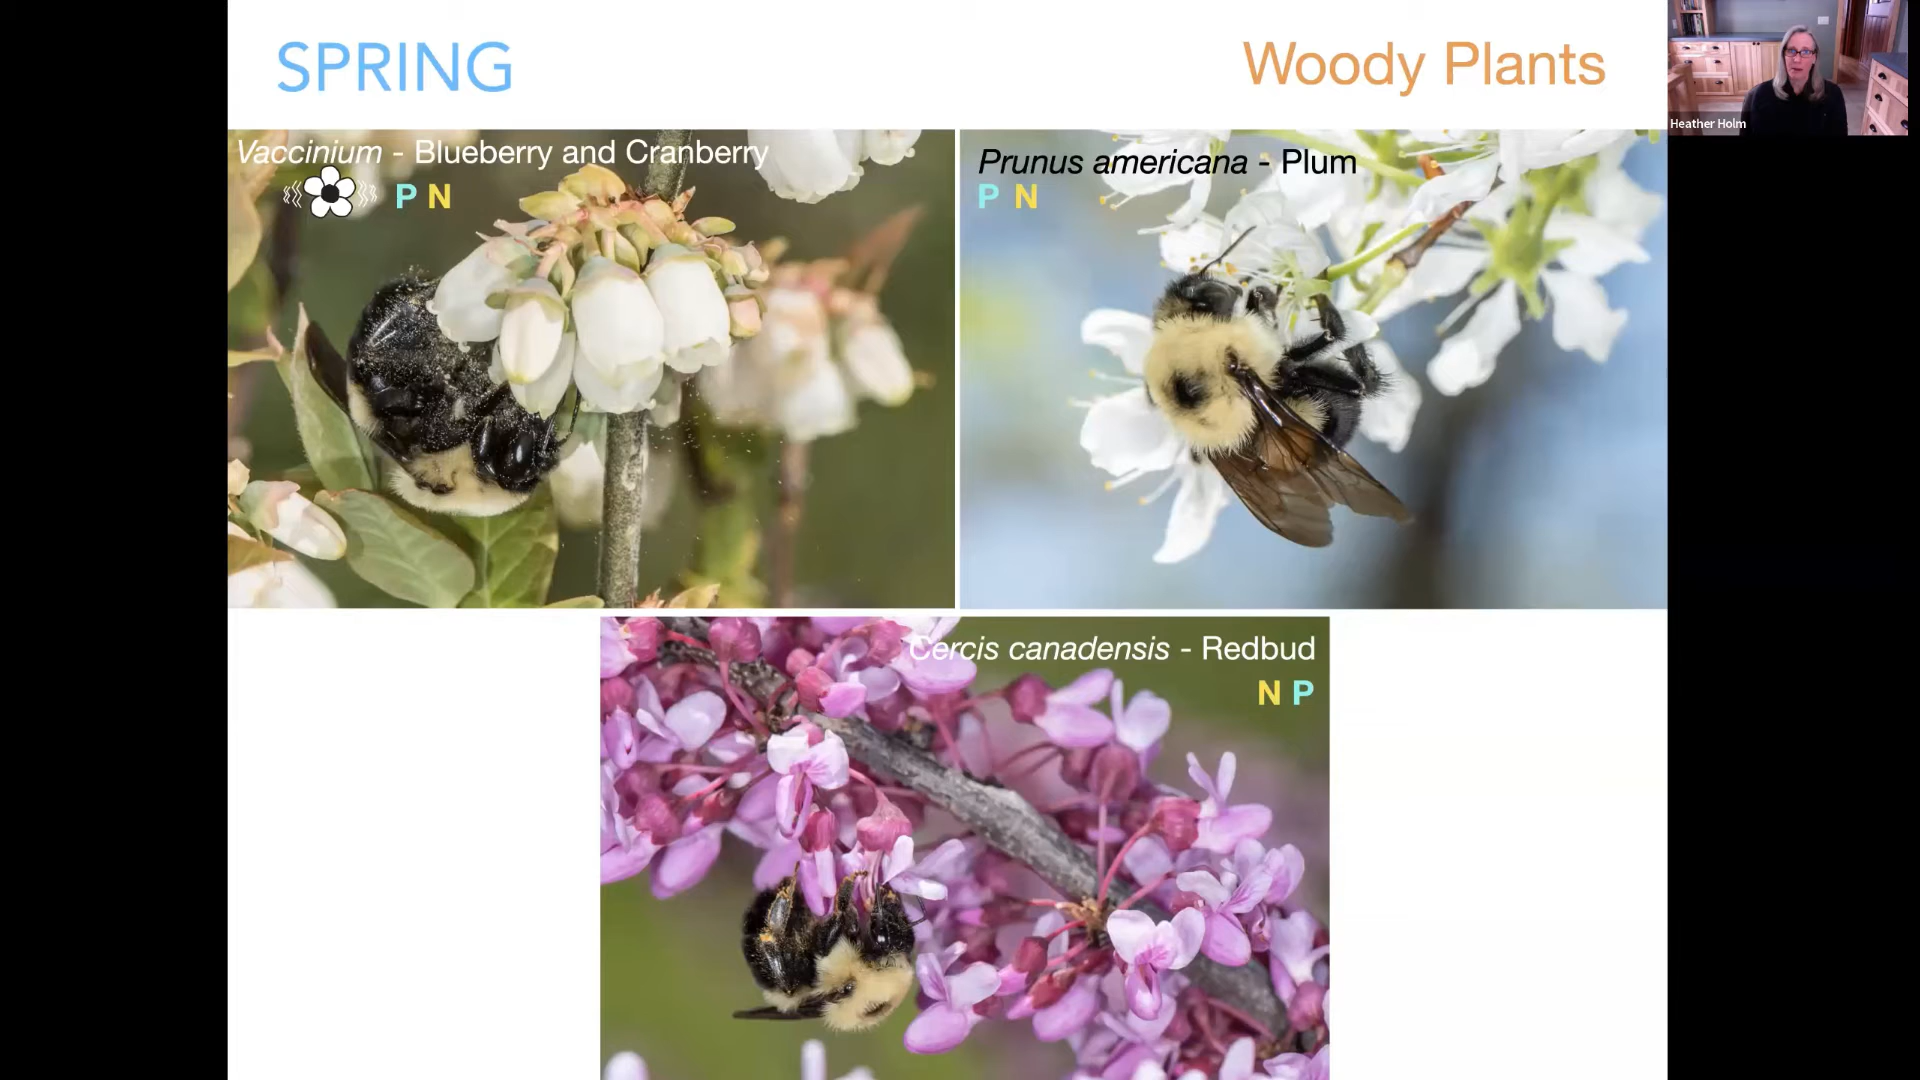 SPRING
Woody Plants
Heather Holm
Vaccinium - Blueberry and Cranberry
P N
Prunus americana - Plum
P N
Cercis canadensis - Redbud
N P